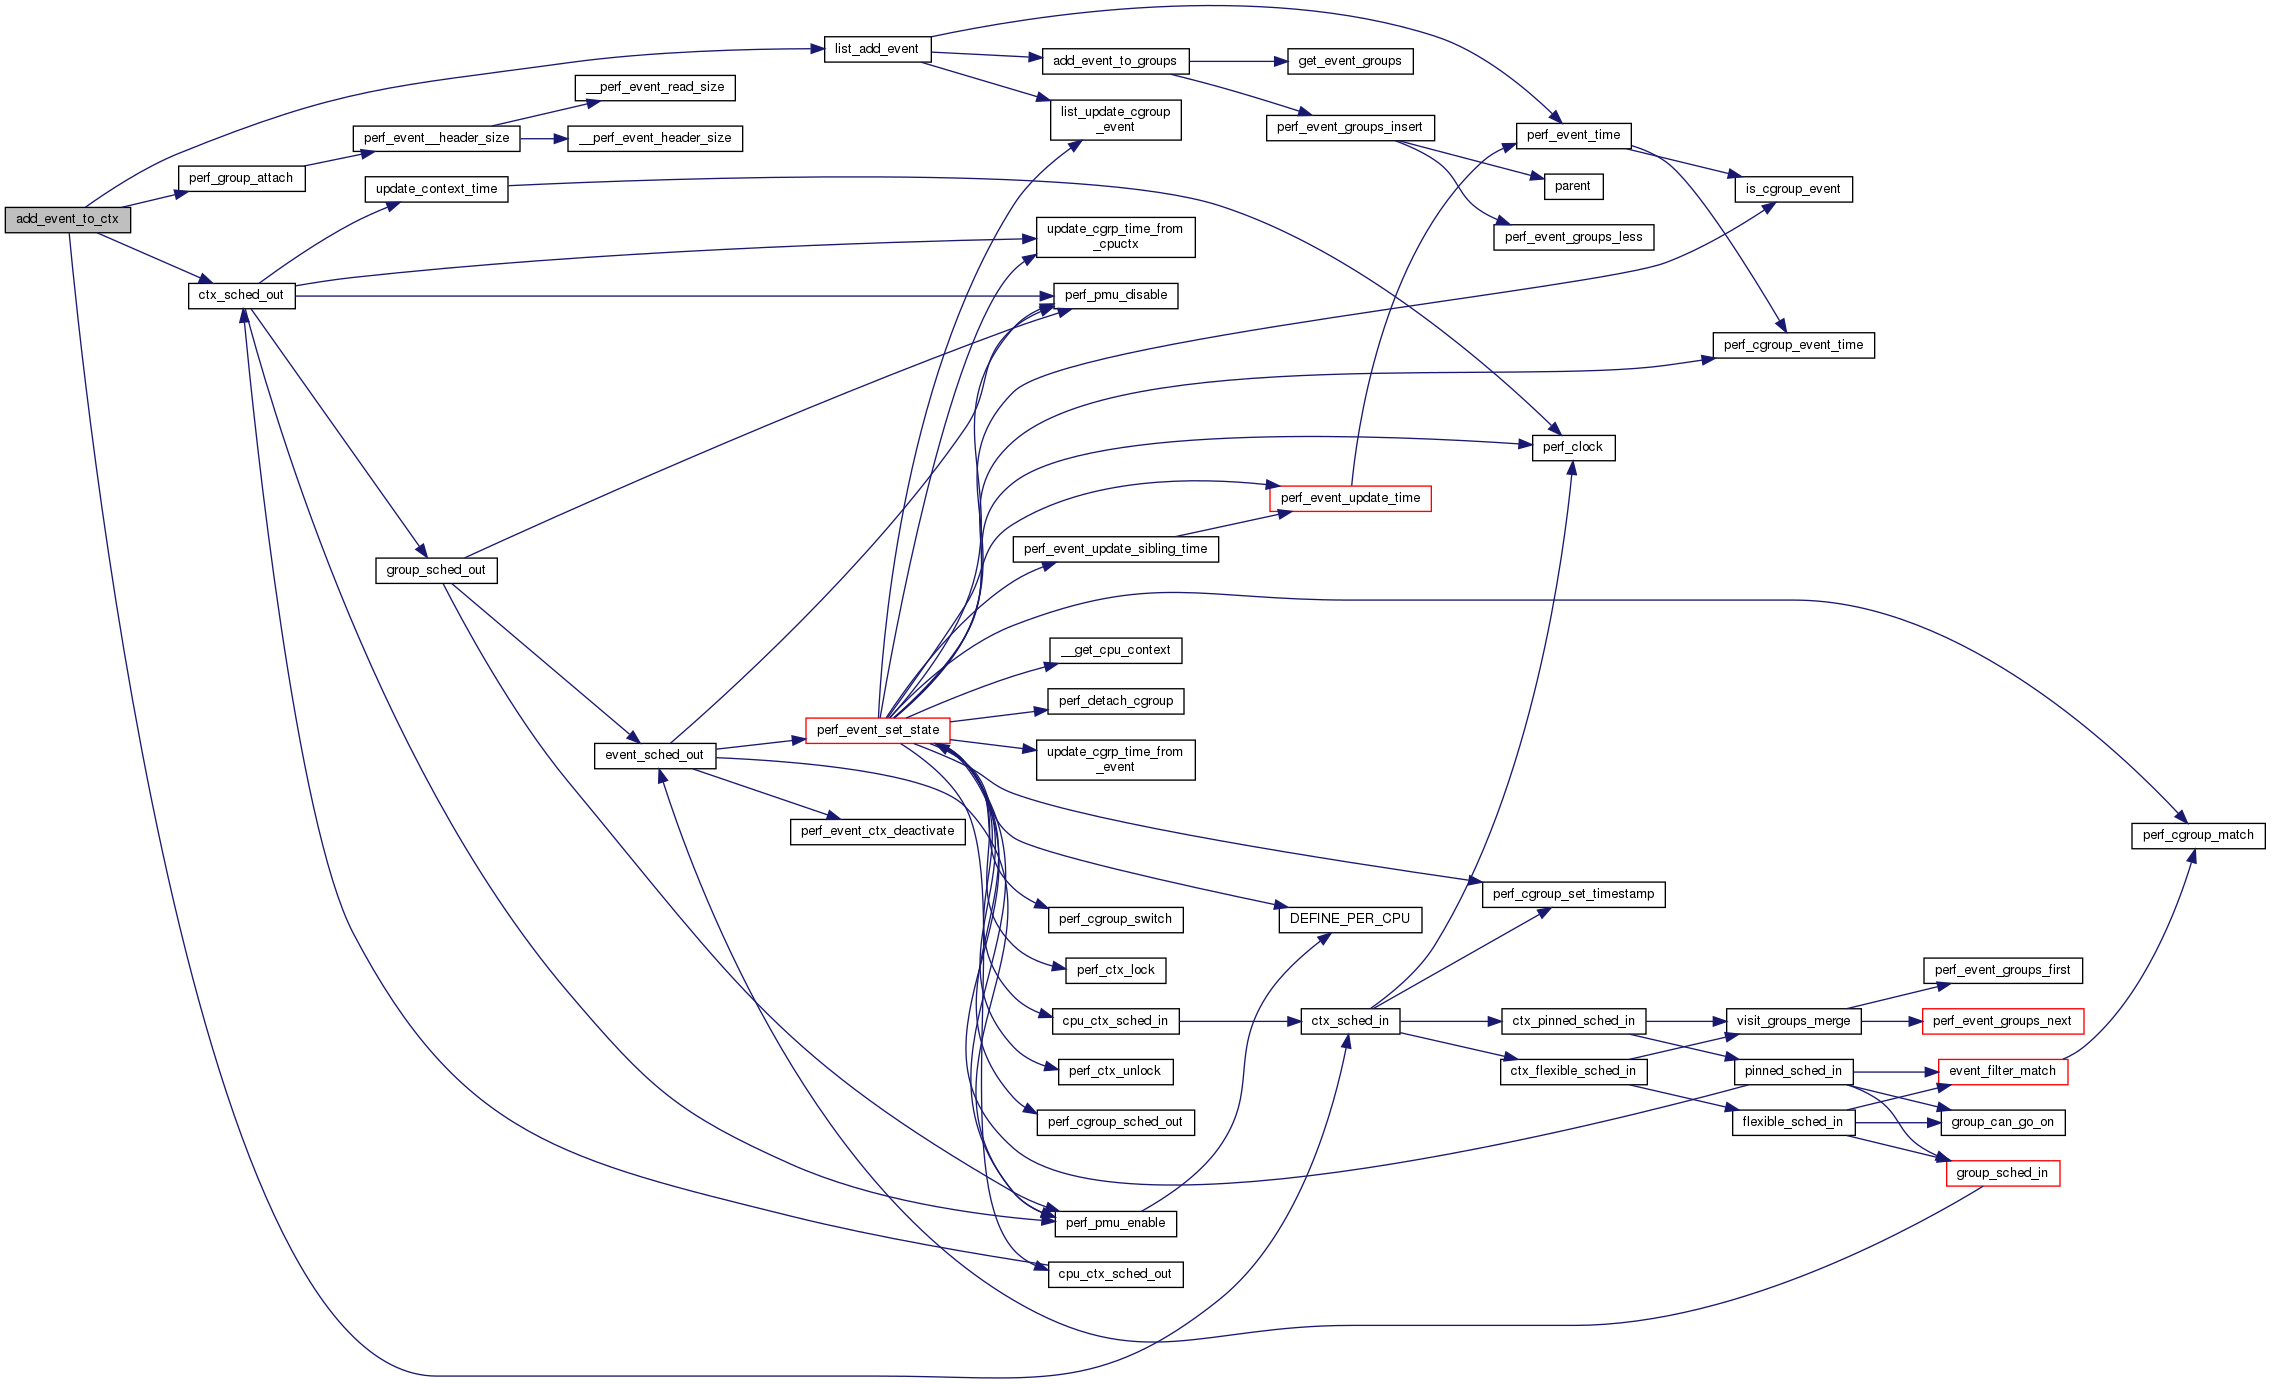 list_add_event
add_event_to_groups
get_event_groups
__perf_event_read_size
list_update_cgroup
_event
perf_event_groups_insert
perf_event_time
perf_event__header_size
__perf_event_header_size
perf_group_attach
update_context_time
parent
is_cgroup_event
add_event_to_ctx
update_cgrp_time_from
_cpuctx
perf_event_groups_less
ctx_sched_out
perf_pmu_disable
perf_cgroup_event_time
perf_clock
perf_event_update_time
perf_event_update_sibling_time
group_sched_out
__get_cpu_context
perf_detach_cgroup
perf_event_set_state
event_sched_out
update_cgrp_time_from
_event
perf_event_ctx_deactivate
perf_cgroup_match
perf_cgroup_set_timestamp
perf_cgroup_switch
DEFINE_PER_CPU
perf_ctx_lock
perf_event_groups_first
cpu_ctx_sched_in
ctx_sched_in
ctx_pinned_sched_in
visit_groups_merge
perf_event_groups_next
perf_ctx_unlock
ctx_flexible_sched_in
pinned_sched_in
event_filter_match
perf_cgroup_sched_out
flexible_sched_in
group_can_go_on
group_sched_in
perf_pmu_enable
cpu_ctx_sched_out